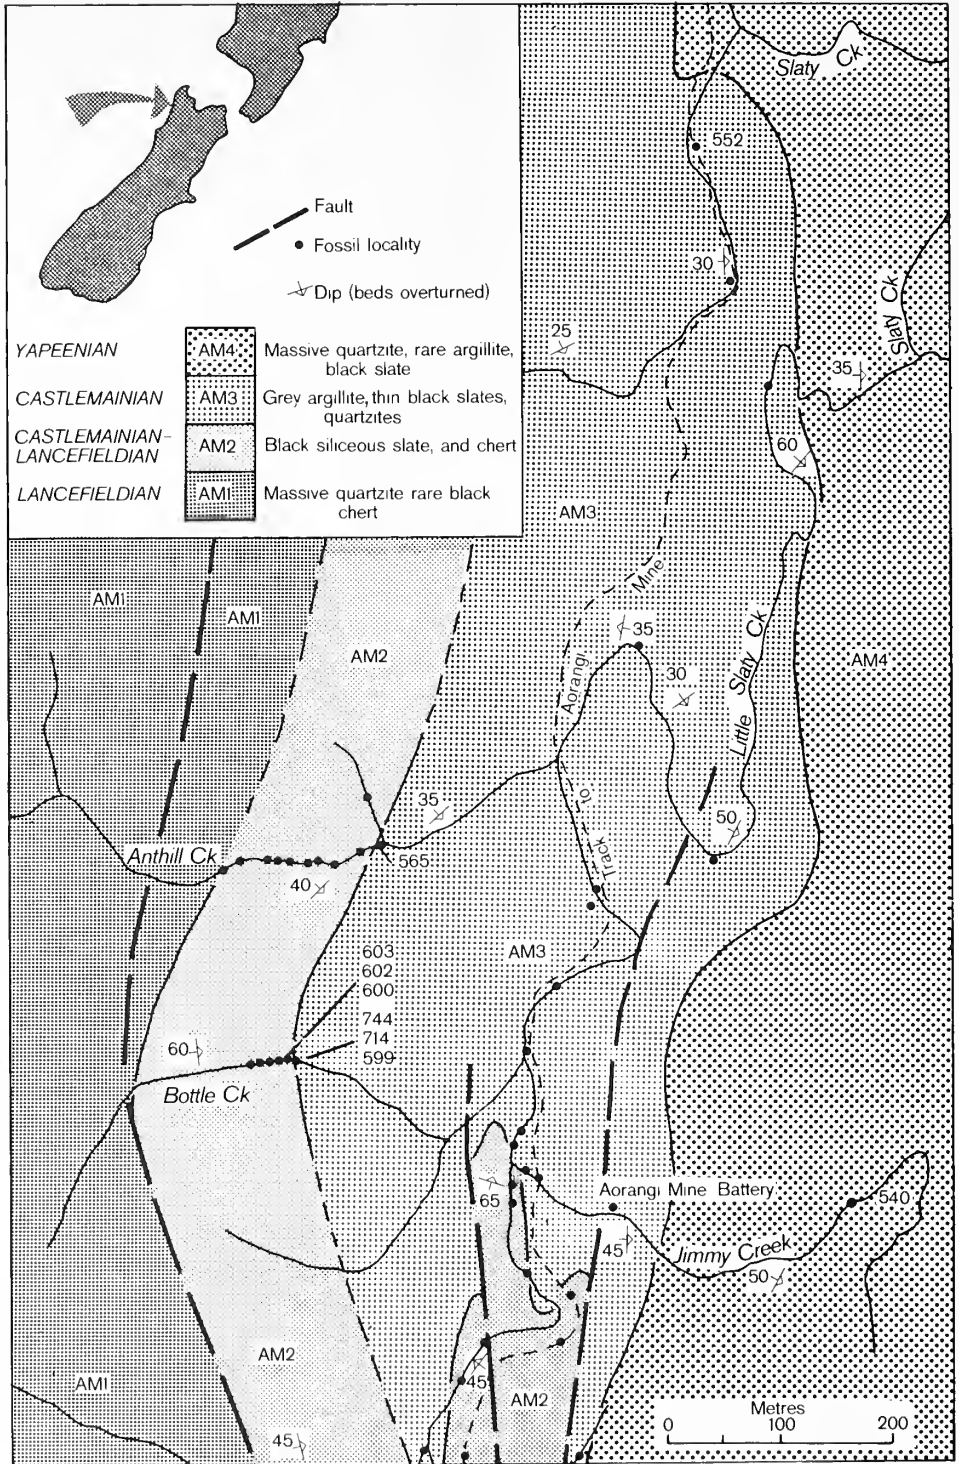 Slaty Ck
552
30
Fault
Fossil locality
Dip (beds overturned)
25
Slaty Ck
35
YAPEENIAN
AM4
Massive quartzite, rare argillite,
black slate
CASTLEMAINIAN
AM3
Grey argillite, thin black slates,
quartzites
CASTLEMAINIAN-
LANCEFIELDIAN
AM2
Black siliceous slate, and chert
LANCEFIELDIAN
AM1
Massive quartzite rare black
chert
60
AM3
AM1
AM1
AM2
Track To Aorangi Mine
35
30
Little Slaty Ck
AM4
35
50
Anthill Ck
565
40
AM3
603
602
600
744
714
599
60
Bottle Ck
65
Aorangi Mine Battery
540
45
Jimmy Creek
50
AM2
AM1
45
AM2
45
Metres
0 100 200